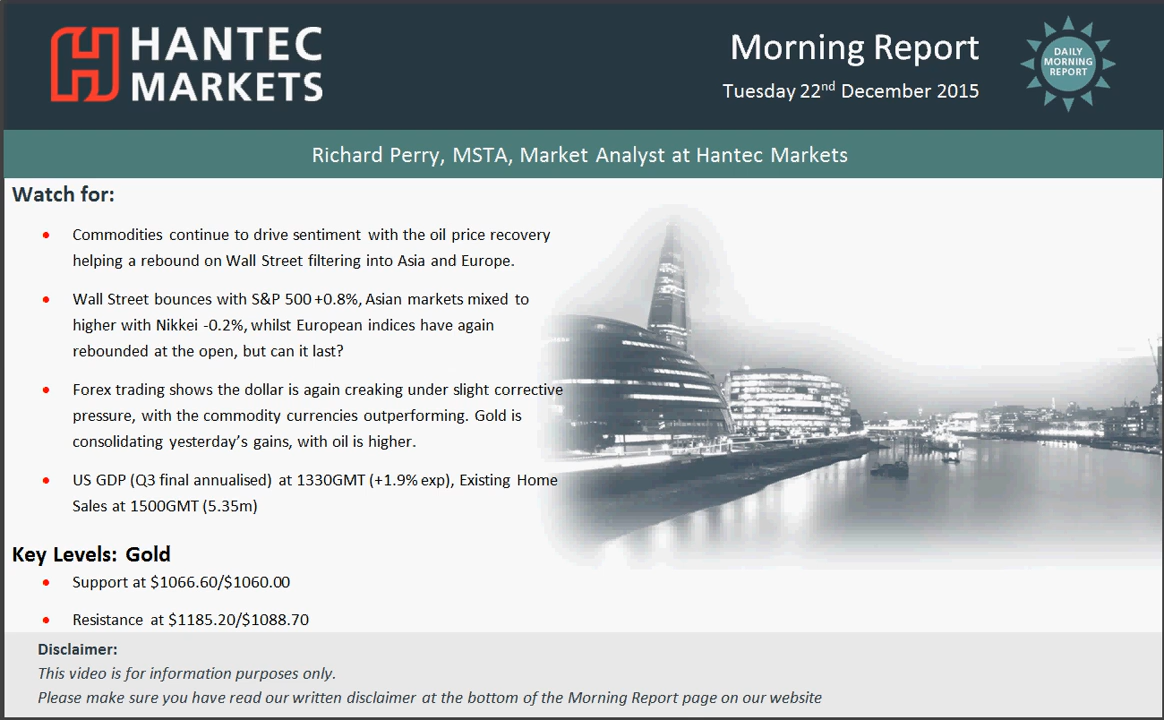 HANTEC
MARKETS
Morning Report
Tuesday 22nd December 2015
DAILY
MORNING
REPORT
Richard Perry, MSTA, Market Analyst at Hantec Markets
Watch for:
Commodities continue to drive sentiment with the oil price recovery
helping a rebound on Wall Street filtering into Asia and Europe.
Wall Street bounces with S&P 500 +0.8%, Asian markets mixed to
higher with Nikkei -0.2%, whilst European indices have again
rebounded at the open, but can it last?
Forex trading shows the dollar is again creaking under slight corrective
pressure, with the commodity currencies outperforming. Gold is
consolidating yesterday's gains, with oil is higher.
US GDP (Q3 final annualised) at 1330GMT (+1.9% exp), Existing Home
Sales at 1500GMT (5.35m)
Key Levels: Gold
Support at $1066.60/$1060.00
Resistance at $1185.20/$1088.70
Disclaimer:
This video is for information purposes only.
Please make sure you have read our written disclaimer at the bottom of the Morning Report page on our website